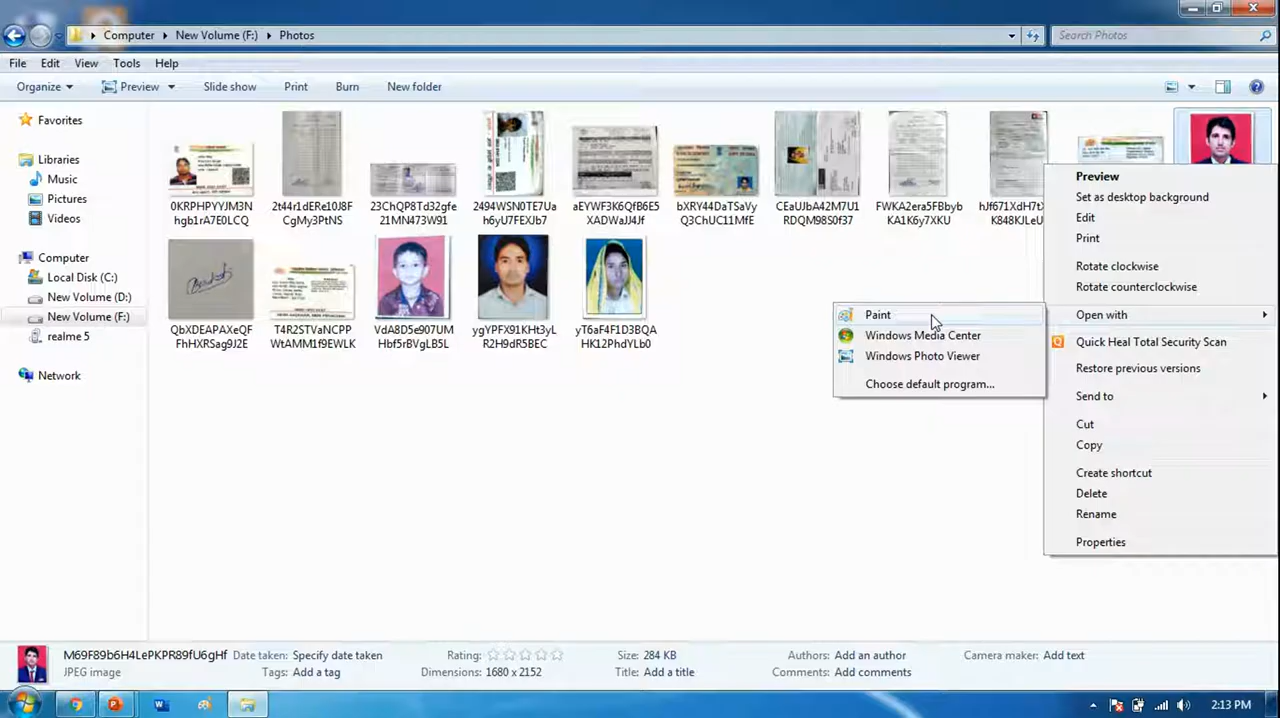 Computer New Volume (F:) Photos Search Photos
File Edit View Tools Help
Organize Preview Slide show Print Burn New folder
Favorites
Libraries
Music
Pictures
Videos
Computer
Local Disk (C:)
New Volume (D:)
New Volume (F:)
realme 5
Network
0KRPHPYYJM3N
hgb1rA7E0LCQ
2t44r1dERe10J8F
CgMy3PtNS
23ChQP8Td32gfe
21MN473W91
2494WSN0TE7Ua
h6yU7FEXJb7
aEYWF3K6QfB6E5
XADWaJJ4Jf
bXRY44DaTSaVy
Q3ChUC11MfE
CEaUJbA42M7U1
RDQM98S0f37
FWKA2era5FBbyb
KA1K6y7XKU
QbXDEAPAXeQF
FhHXRSag9J2E
T4R2STVaNCPP
WtAMM1f9EWLK
VdA8D5e907UM
Hbf5rBVgLB5L
ygYPFX91KHt3yL
R2H9dR5BEC
yT6aF4F1D3BQA
HK12PhdYLb0
Preview
Set as desktop background
Edit
Print
Rotate clockwise
Rotate counterclockwise
Open with
Quick Heal Total Security Scan
Restore previous versions
Send to
Cut
Copy
Create shortcut
Delete
Rename
Properties
Paint
Windows Media Center
Windows Photo Viewer
Choose default program...
M69F89b6H4LePKPR89fU6gHf Date taken: Specify date taken Rating: Size: 284 KB Authors: Add an author Camera maker: Add text
JPEG image Tags: Add a tag Dimensions: 1680 x 2152 Title: Add a title Comments: Add comments
2:13 PM